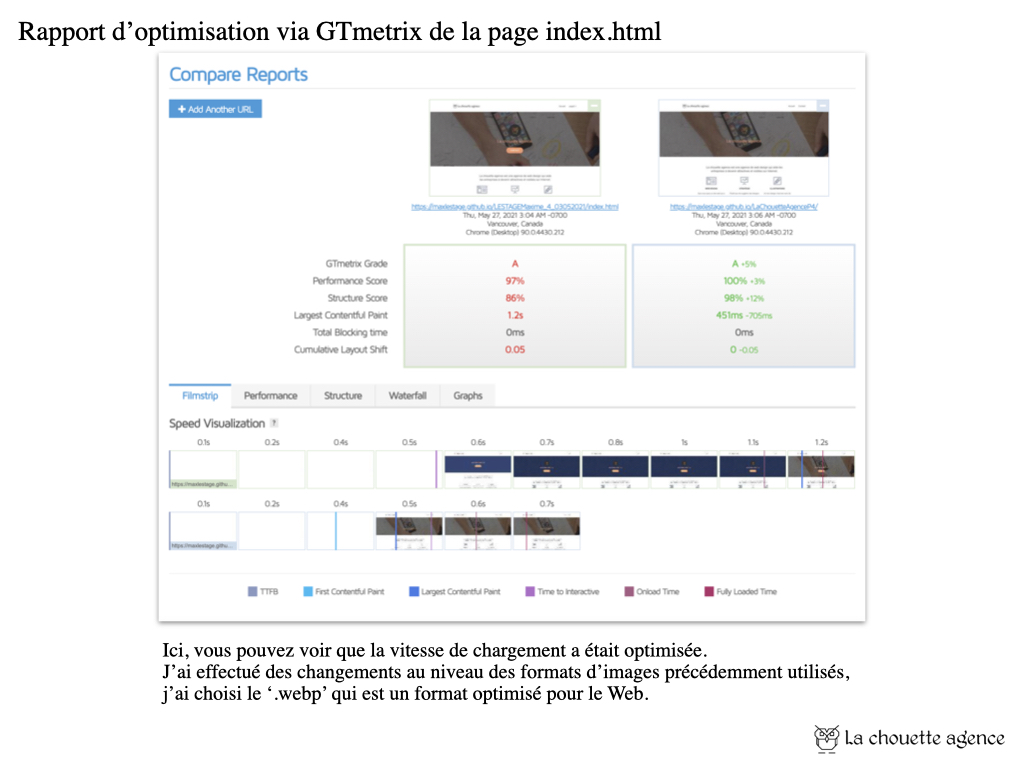 Rapport d’optimisation via GTmetrix de la page index.html
Compare Reports
+ Add Another URL
La chouette agence
La chouette agence
https://maxlestage.github.io/LESTAGEMaxime_4_03052021/index.html
Thu, May 27, 2021 3:04 AM -0700
Vancouver, Canada
Chrome (Desktop) 90.0.4430.212
https://maxlestage.github.io/LaChouetteAgenceP4/
Thu, May 27, 2021 3:06 AM -0700
Vancouver, Canada
Chrome (Desktop) 90.0.4430.212
GTmetrix Grade A A +5%
Performance Score 97% 100% +3%
Structure Score 86% 98% +12%
Largest Contentful Paint 1.2s 451ms -705ms
Total Blocking time 0ms 0ms
Cumulative Layout Shift 0.05 0 -0.05
Filmstrip Performance Structure Waterfall Graphs
Speed Visualization ?
0.1s 0.2s 0.4s 0.5s 0.6s 0.7s 0.8s 1s 1.1s 1.2s
https://maxlestage.githu...
0.1s 0.2s 0.4s 0.5s 0.6s 0.7s
https://maxlestage.githu...
TTFB First Contentful Paint Largest Contentful Paint Time to Interactive Onload Time Fully Loaded Time
Ici, vous pouvez voir que la vitesse de chargement a était optimisée.
J’ai effectué des changements au niveau des formats d’images précédemment utilisés,
j’ai choisi le ‘.webp’ qui est un format optimisé pour le Web.
La chouette agence